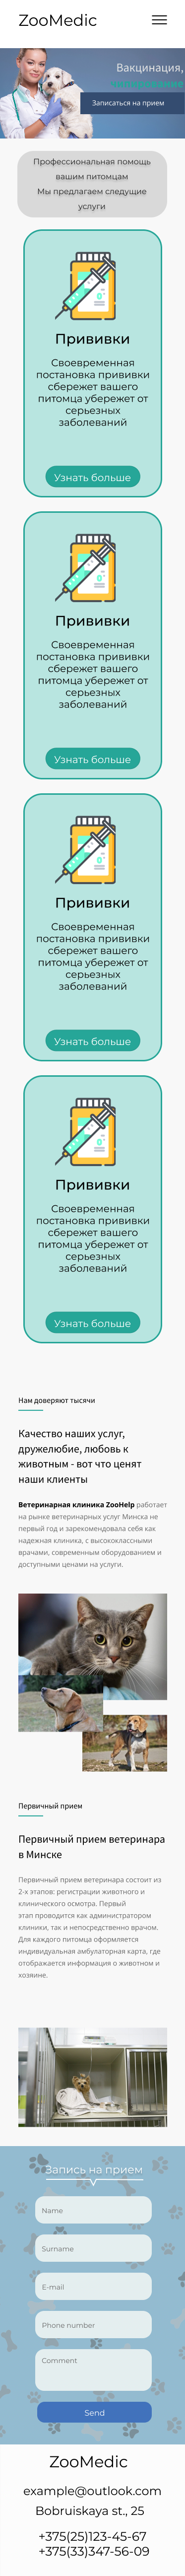 ZooMedic
Вакцинация,
Записаться на прием
Профессиональная помощь
вашим питомцам
Мы предлагаем следущие
услуги
Прививки
Своевременная
постановка прививки
сбережет вашего
питомца убережет от
серьезных
заболеваний
Узнать больше
Прививки
Своевременная
постановка прививки
сбережет вашего
питомца убережет от
серьезных
заболеваний
Узнать больше
Прививки
Своевременная
постановка прививки
сбережет вашего
питомца убережет от
серьезных
заболеваний
Узнать больше
Прививки
Своевременная
постановка прививки
сбережет вашего
питомца убережет от
серьезных
заболеваний
Узнать больше
Нам доверяют тысячи
Качество наших услуг,
дружелюбие, любовь к
животным - вот что ценят
наши клиенты
Ветеринарная клиника ZooHelp работает
на рынке ветеринарных услуг Минска не
первый год и зарекомендовала себя как
надежная клиника, с высококлассными
врачами, современным оборудованием и
доступными ценами на услуги.
Первичный прием
Первичный прием ветеринара
в Минске
Первичный прием ветеринара состоит из
2-х этапов: регистрации животного и
клинического осмотра. Первый
этап проводится как администратором
клиники, так и непосредственно врачом.
Для каждого питомца оформляется
индивидуальная амбулаторная карта, где
отображается информация о животном и
хозяине.
Запись на прием
Name
Surname
E-mail
Phone number
Comment
Send
ZooMedic
example@outlook.com
Bobruiskaya st., 25
+375(25)123-45-67
+375(33)347-56-09